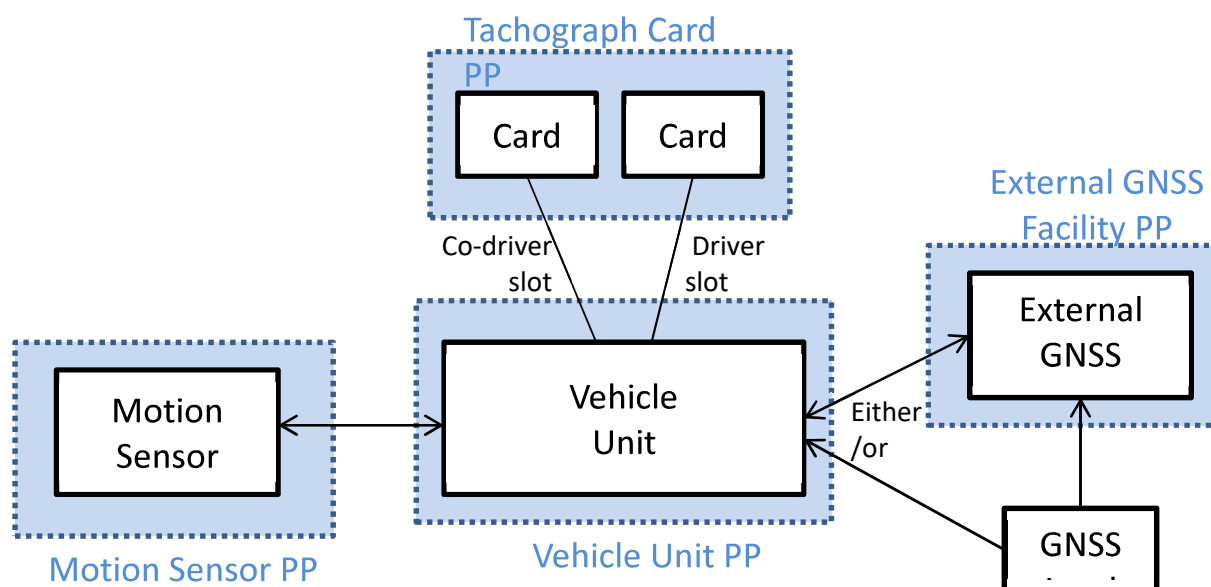 Tachograph Card
PP
Card
Card
External GNSS
Facility PP
Co-driver
slot
Driver
slot
External
GNSS
Motion
Sensor
Vehicle
Unit
Either
/or
GNSS
Motion Sensor PP
Vehicle Unit PP